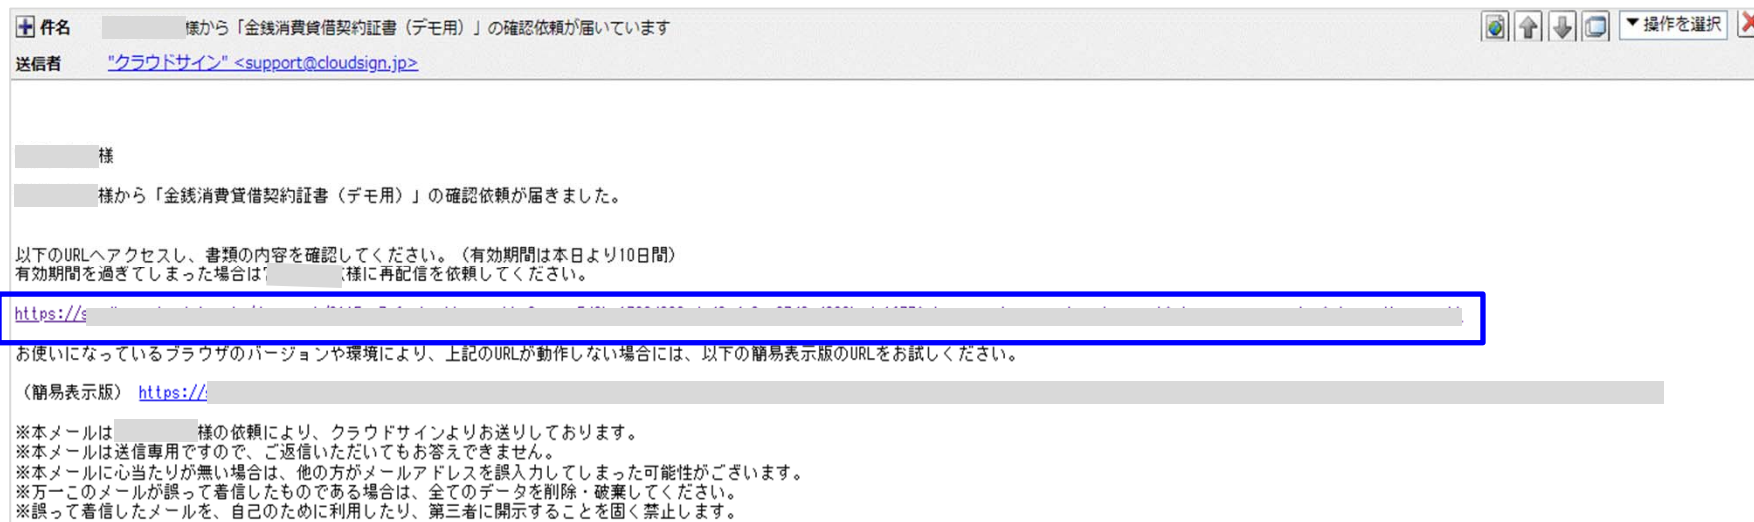 件名 様から「金銭消費貸借契約証書（デモ用）」の確認依頼が届いています
▼操作を選択
送信者 "クラウドサイン" <support@cloudsign.jp>
様
様から「金銭消費貸借契約証書（デモ用）」の確認依頼が届きました。
以下のURLへアクセスし、書類の内容を確認してください。（有効期間は本日より10日間）
有効期間を過ぎてしまった場合は 様に再配信を依頼してください。
https://s
お使いになっているブラウザのバージョンや環境により、上記のURLが動作しない場合には、以下の簡易表示版のURLをお試しください。
（簡易表示版） https://
※本メールは 様の依頼により、クラウドサインよりお送りしております。
※本メールは送信専用ですので、ご返信いただいてもお答えできません。
※本メールに心当たりが無い場合は、他の方がメールアドレスを誤入力してしまった可能性がございます。
※万一このメールが誤って着信したものである場合は、全てのデータを削除・破棄してください。
※誤って着信したメールを、自己のために利用したり、第三者に開示することを固く禁止します。